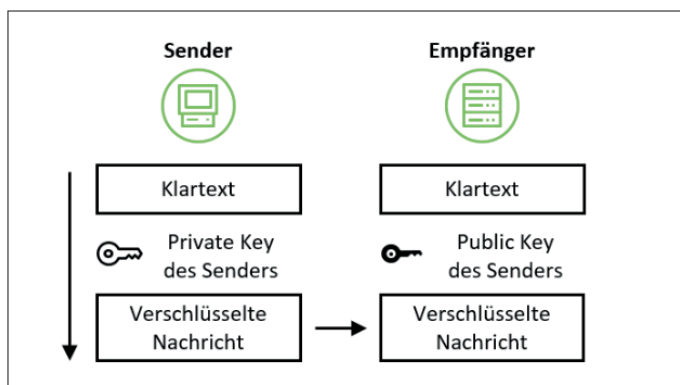 Sender
Empfänger
Klartext
Klartext
Private Key
des Senders
Public Key
des Senders
Verschlüsselte
Nachricht
Verschlüsselte
Nachricht